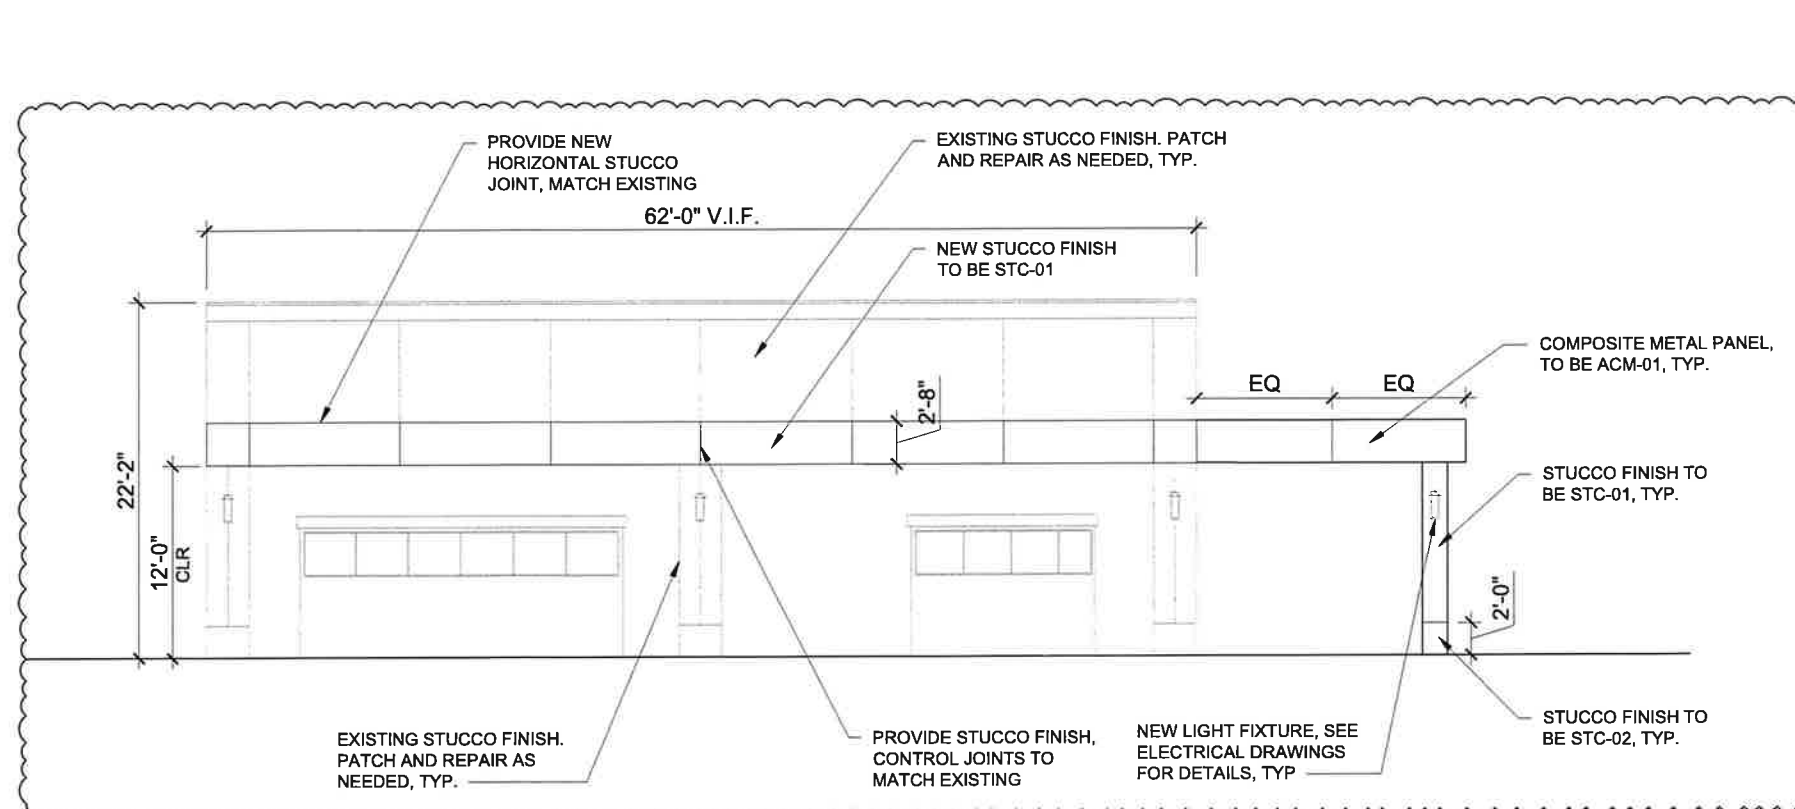 PROVIDE NEW
HORIZONTAL STUCCO
JOINT, MATCH EXISTING
EXISTING STUCCO FINISH. PATCH
AND REPAIR AS NEEDED, TYP.
62'-0" V.I.F.
NEW STUCCO FINISH
TO BE STC-01
COMPOSITE METAL PANEL,
TO BE ACM-01, TYP.
EQ
EQ
2'-8"
22'-2"
12'-0"
CLR
STUCCO FINISH TO
BE STC-01, TYP.
2'-0"
EXISTING STUCCO FINISH.
PATCH AND REPAIR AS
NEEDED, TYP.
PROVIDE STUCCO FINISH,
CONTROL JOINTS TO
MATCH EXISTING
NEW LIGHT FIXTURE, SEE
ELECTRICAL DRAWINGS
FOR DETAILS, TYP
STUCCO FINISH TO
BE STC-02, TYP.